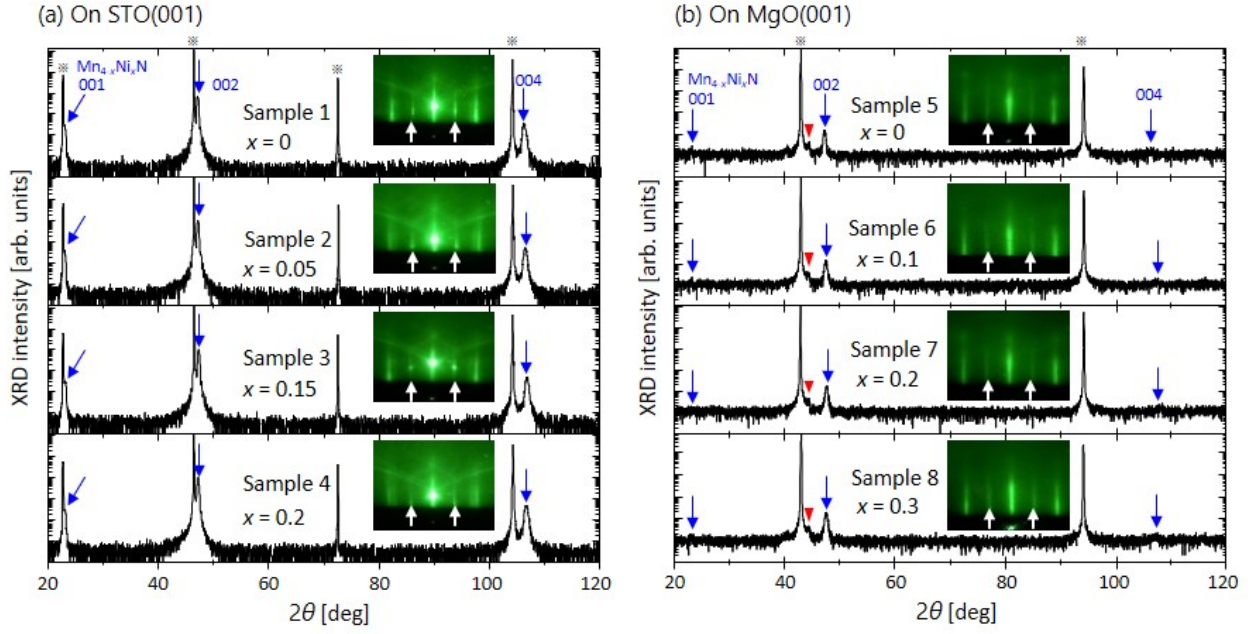 (a) On STO(001)
※ ※ ※ ※
Mn₄₋ₓNiₓN
001
002
004
Sample 1
x = 0
Sample 2
x = 0.05
Sample 3
x = 0.15
Sample 4
x = 0.2
XRD intensity [arb. units]
20 40 60 80 100 120
2θ [deg]
(b) On MgO(001)
※ ※
Mn₄₋ₓNiₓN
001
002
004
Sample 5
x = 0
Sample 6
x = 0.1
Sample 7
x = 0.2
Sample 8
x = 0.3
XRD intensity [arb. units]
20 40 60 80 100 120
2θ [deg]